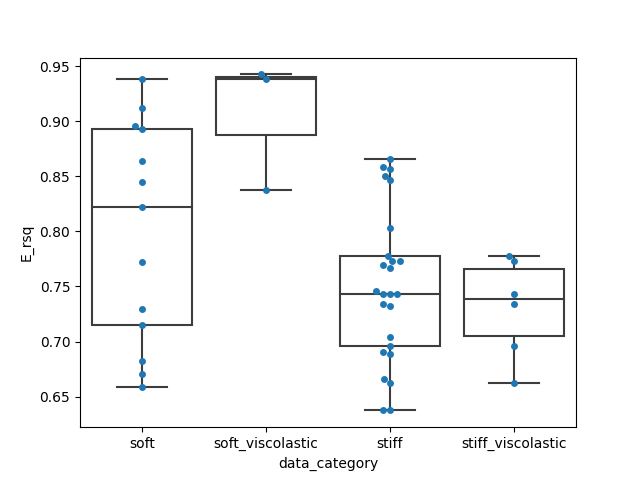 0.95
0.90
0.85
0.80
0.75
0.70
0.65
E_rsq
soft
soft_viscolastic
stiff
stiff_viscolastic
data_category